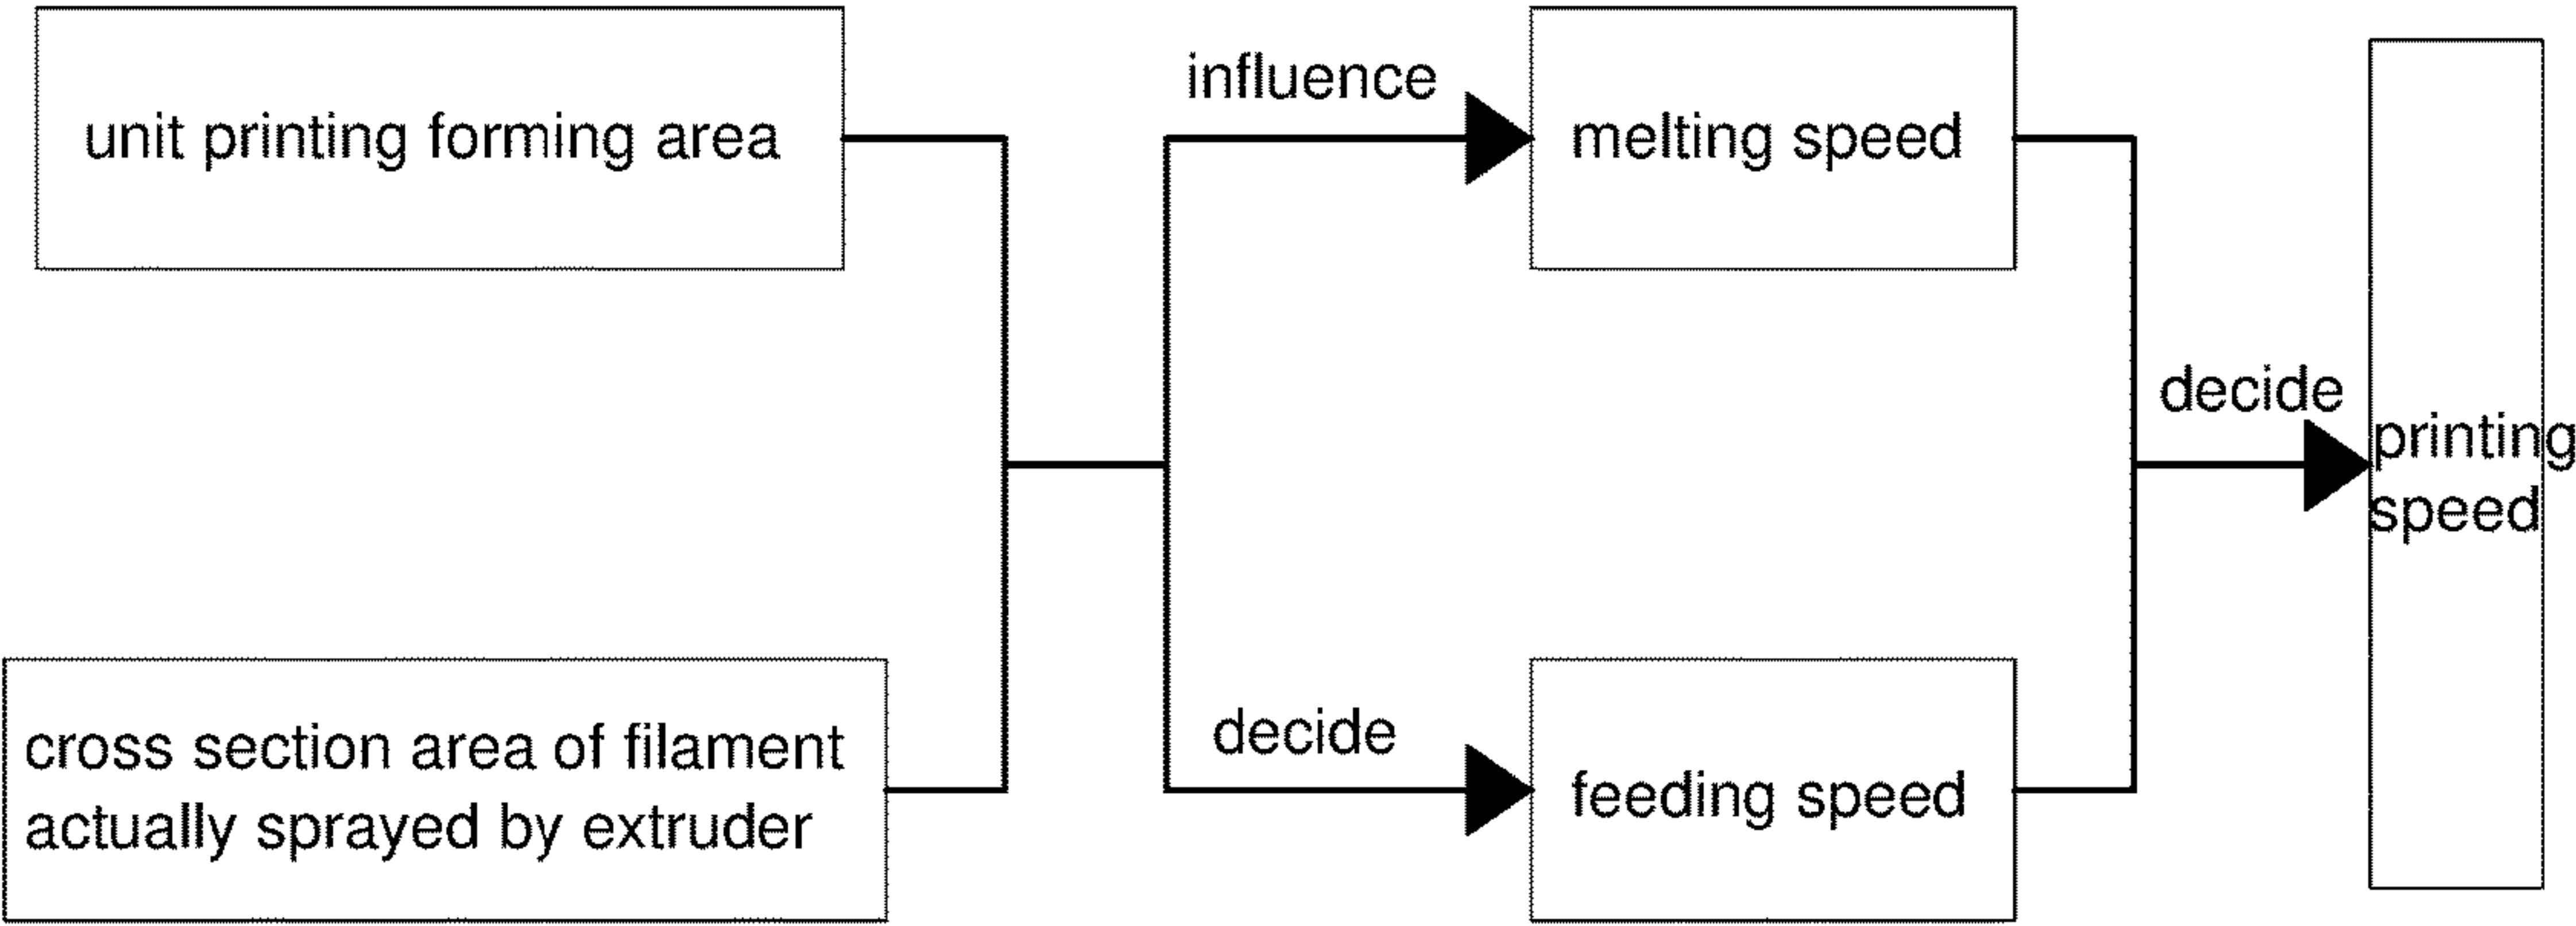 unit printing forming area
influence
melting speed
decide
printing
speed
cross section area of filament
actually sprayed by extruder
decide
feeding speed